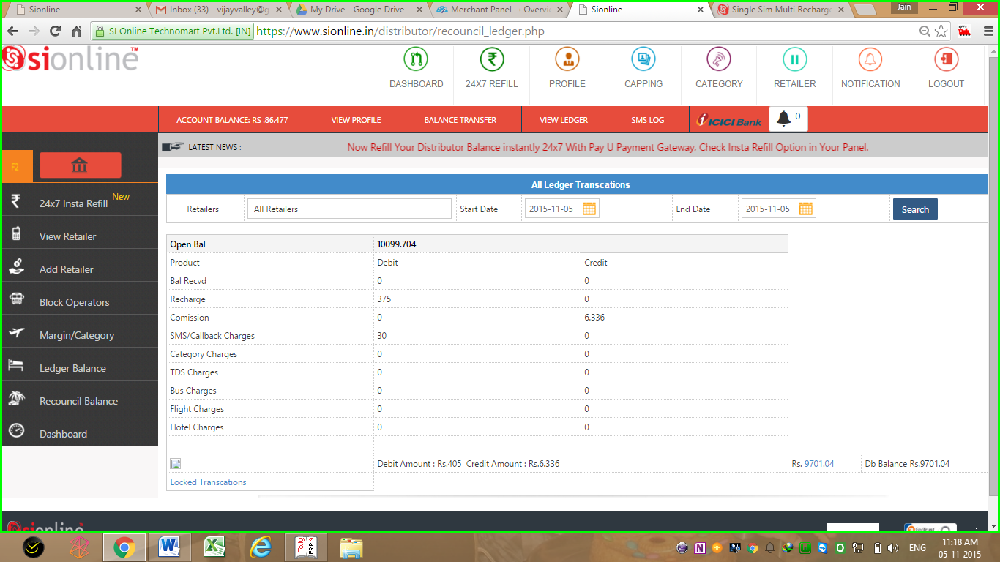 Sionline
Inbox (33) - vijayvalley@g
My Drive - Google Drive
Merchant Panel → Overvie
Sionline
Single Sim Multi Recharge
Jain
SI Online Technomart Pvt.Ltd. [IN] https://www.sionline.in/distributor/recouncil_ledger.php
sionline™
DASHBOARD
24X7 REFILL
PROFILE
CAPPING
CATEGORY
RETAILER
NOTIFICATION
LOGOUT
ACCOUNT BALANCE: RS .86.477
VIEW PROFILE
BALANCE TRANSFER
VIEW LEDGER
SMS LOG
ICICI Bank
0
LATEST NEWS :
Now Refill Your Distributor Balance instantly 24x7 With Pay U Payment Gateway, Check Insta Refill Option in Your Panel.
F2
24x7 Insta Refill New
View Retailer
Add Retailer
Block Operators
Margin/Category
Ledger Balance
Recouncil Balance
Dashboard
All Ledger Transcations
Retailers All Retailers Start Date 2015-11-05 End Date 2015-11-05 Search
Open Bal 10099.704
Product Debit Credit
Bal Recvd 0 0
Recharge 375 0
Comission 0 6.336
SMS/Callback Charges 30 0
Category Charges 0 0
TDS Charges 0 0
Bus Charges 0 0
Flight Charges 0 0
Hotel Charges 0 0
Debit Amount : Rs.405 Credit Amount : Rs.6.336 Rs. 9701.04 Db Balance Rs.9701.04
Locked Transcations
sionline
Tally
ERP 9
ENG
11:18 AM
05-11-2015